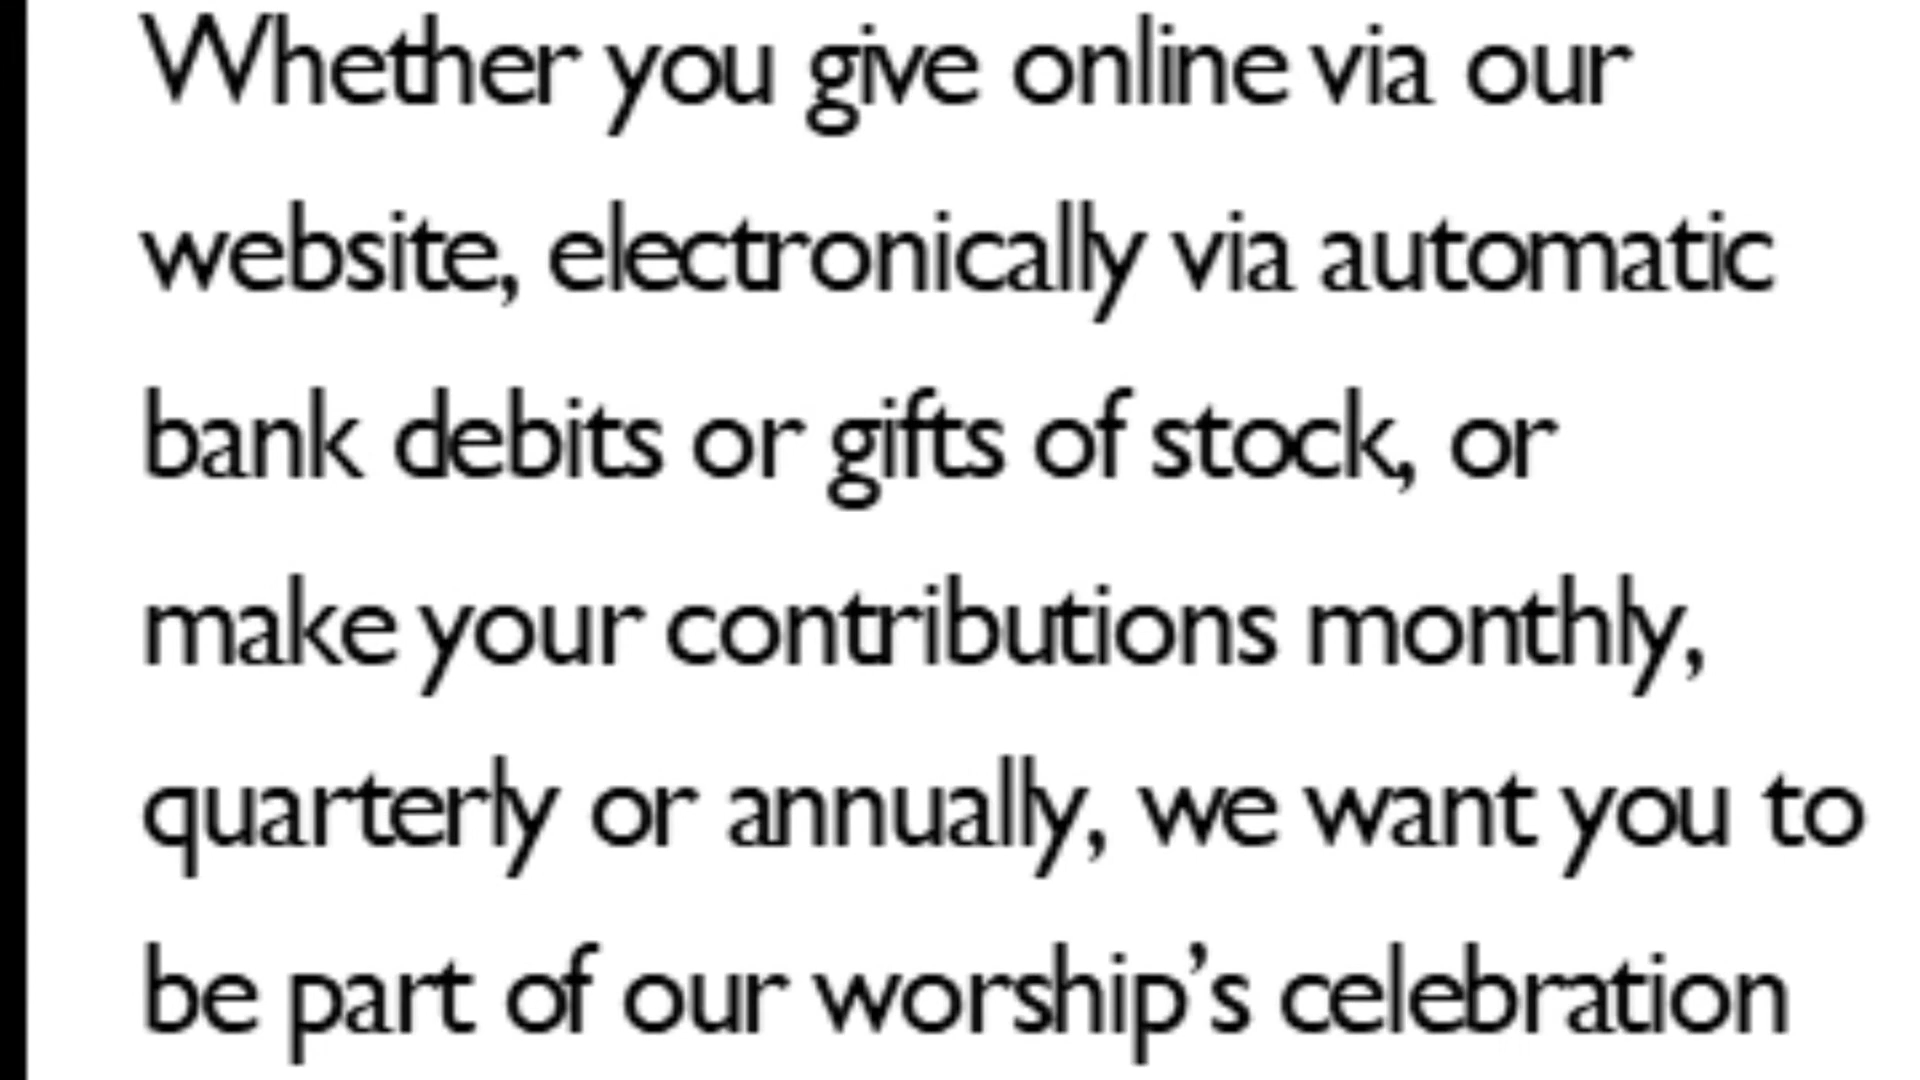 Whether you give online via our
website, electronically via automatic
bank debits or gifts of stock, or
make your contributions monthly,
quarterly or annually, we want you to
be part of our worship’s celebration